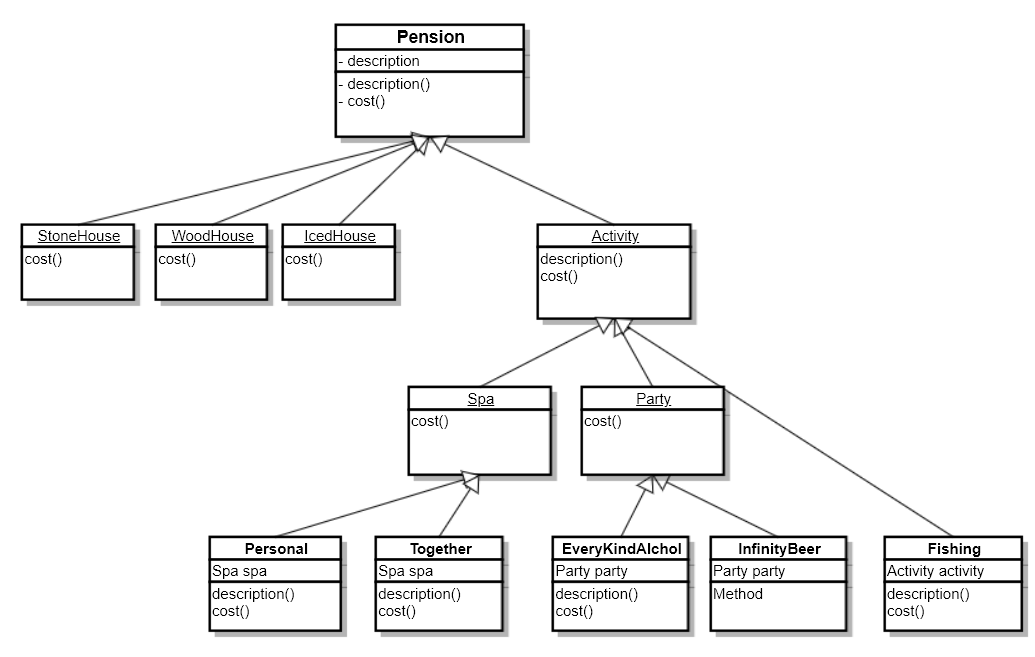 Pension
- description
- description()
- cost()
StoneHouse
cost()
WoodHouse
cost()
IcedHouse
cost()
Activity
description()
cost()
Spa
cost()
Party
cost()
Personal
Spa spa
description()
cost()
Together
Spa spa
description()
cost()
EveryKindAlchol
Party party
description()
cost()
InfinityBeer
Party party
Method
Fishing
Activity activity
description()
cost()